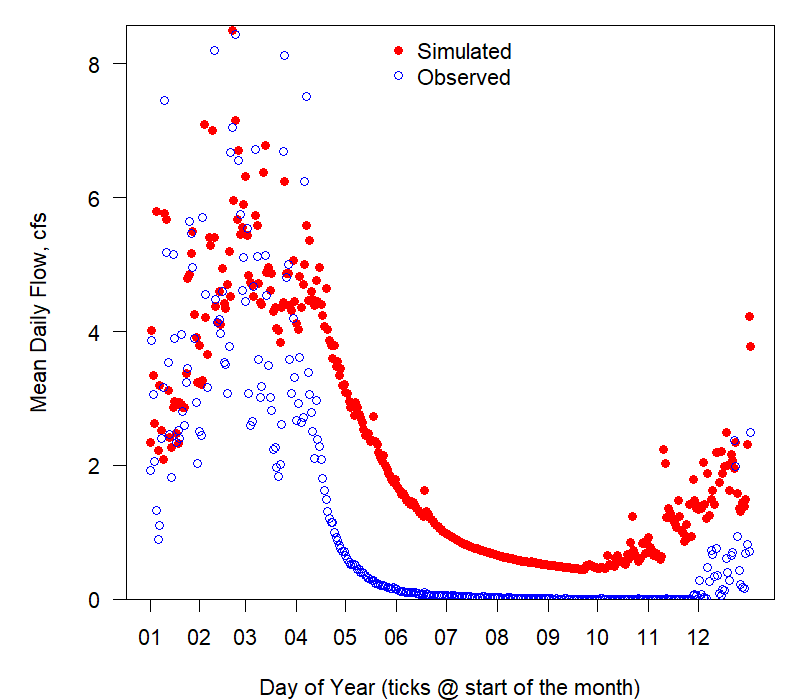 Simulated
Observed
8
6
4
2
0
Mean Daily Flow, cfs
01 02 03 04 05 06 07 08 09 10 11 12
Day of Year (ticks @ start of the month)